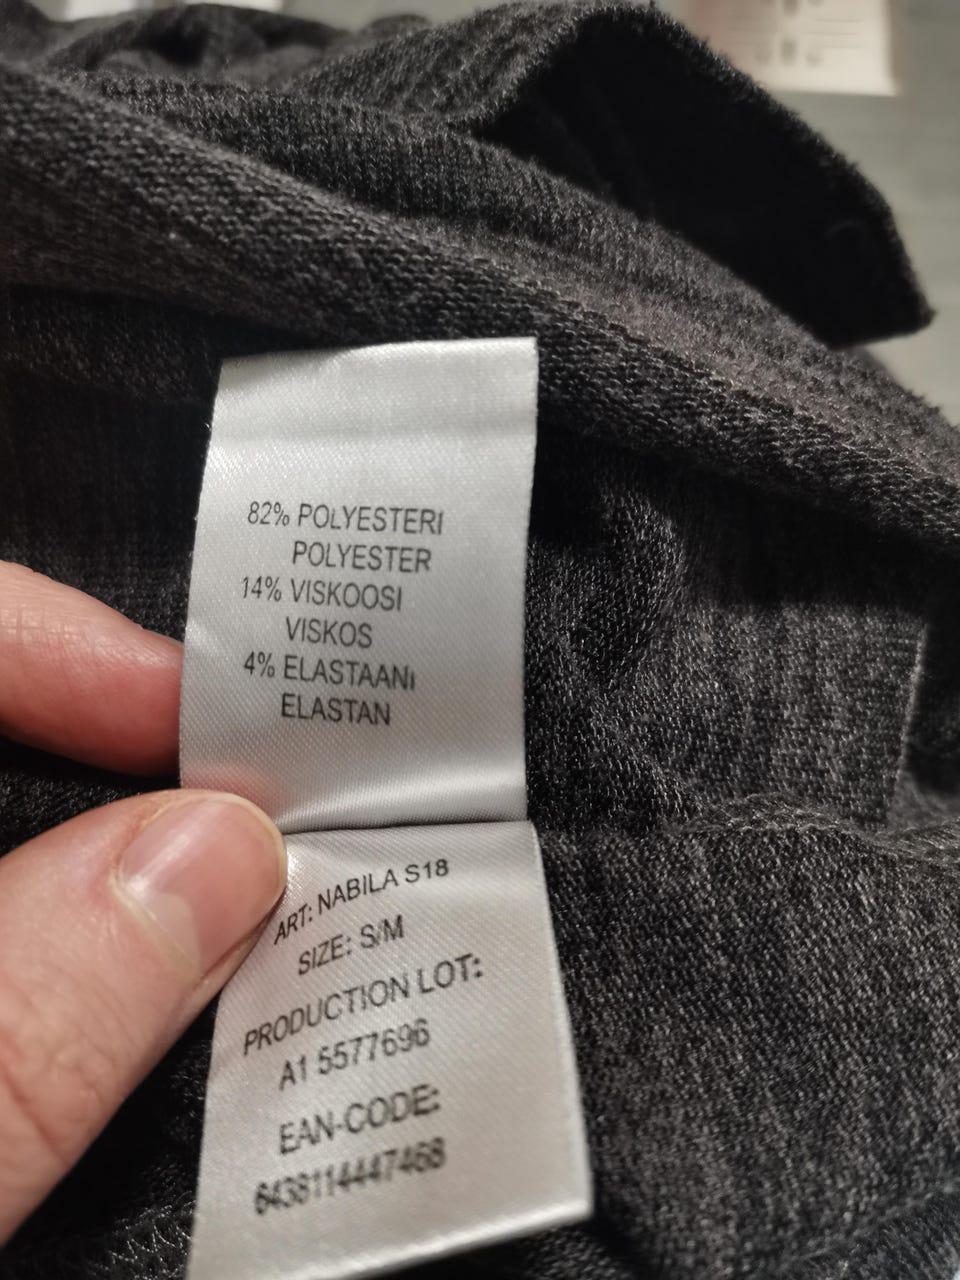 82% POLYESTERI
POLYESTER
14% VISKOOSI
VISKOS
4% ELASTAANI
ELASTAN
ART: NABILA S18
SIZE: S/M
PRODUCTION LOT:
A1 5577696
EAN-CODE:
6438114447468